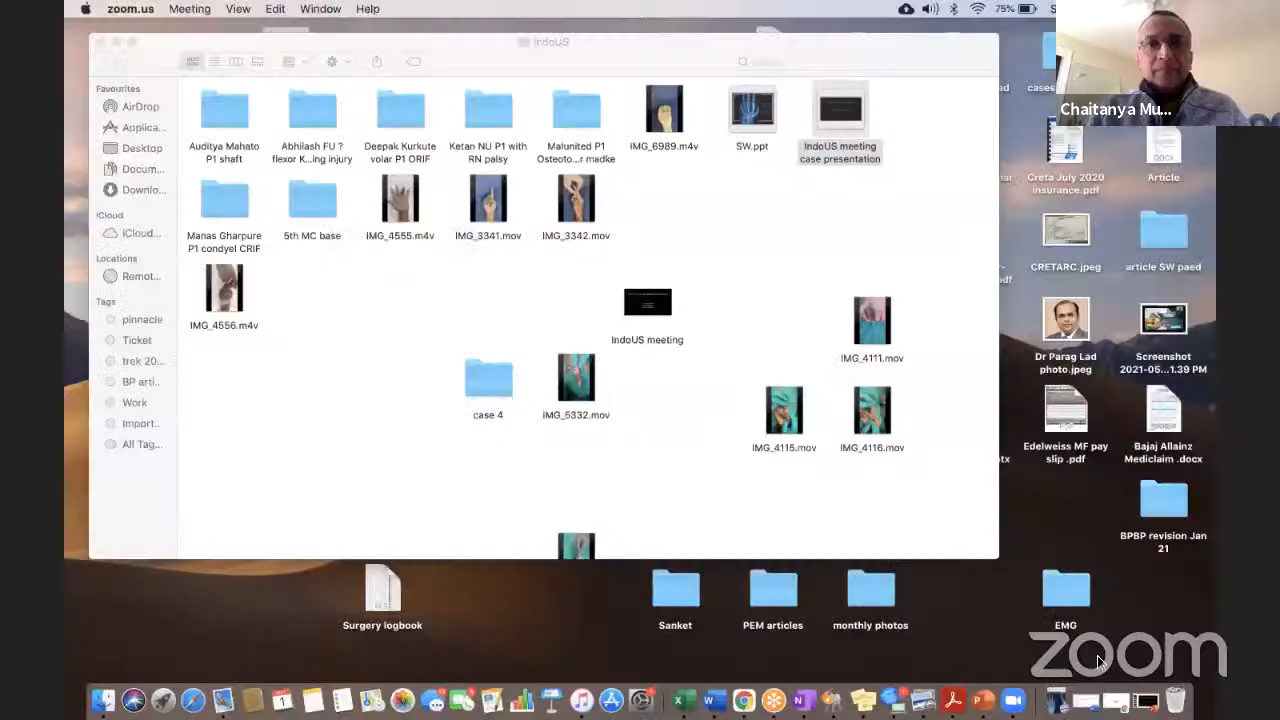 zoom.us Meeting View Edit Window Help
75%
IndoUS
Chaitanya Mu...
Favourites
AirDrop
Applica...
Desktop
Docum...
Downlo...
iCloud
iCloud...
Locations
Remot...
Tags
pinnacle
Ticket
trek 20...
BP arti...
Work
Import...
All Tag...
Auditya Mahato
P1 shaft
Abhilash FU ?
flexor K...ing injury
Deepak Kurkute
volar P1 ORIF
Ketan NU P1 with
RN palsy
Malunited P1
Osteoto...r madke
IMG_6989.m4v
SW.ppt
IndoUS meeting
case presentation
Manas Gharpure
P1 condyel CRIF
5th MC base
IMG_4555.m4v
IMG_3341.mov
IMG_3342.mov
IMG_4556.m4v
IndoUS meeting
IMG_4111.mov
case 4
IMG_5332.mov
IMG_4115.mov
IMG_4116.mov
cases
Creta July 2020
insurance.pdf
DOCX
Article
CRETARC.jpeg
article SW paed
Dr Parag Lad
photo.jpeg
Screenshot
2021-05...1.39 PM
Edelweiss MF pay
slip .pdf
Bajaj Allainz
Mediclaim .docx
BPBP revision Jan
21
Surgery logbook
Sanket
PEM articles
monthly photos
EMG
zoom